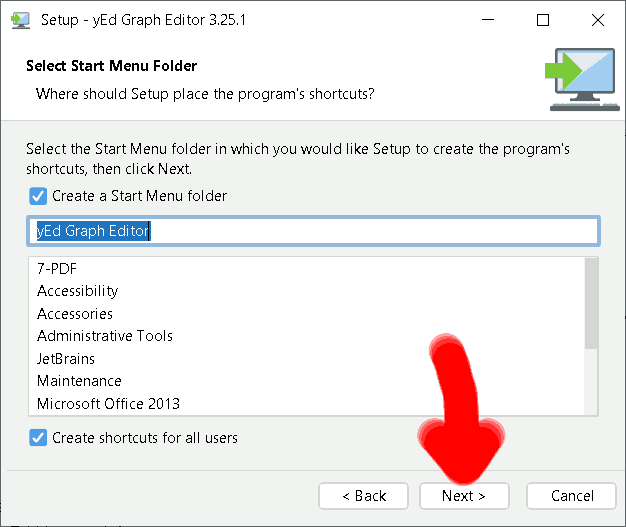 Setup - yEd Graph Editor 3.25.1
Select Start Menu Folder
Where should Setup place the program's shortcuts?
Select the Start Menu folder in which you would like Setup to create the program's
shortcuts, then click Next.
Create a Start Menu folder
yEd Graph Editor
7-PDF
Accessibility
Accessories
Administrative Tools
JetBrains
Maintenance
Microsoft Office 2013
Create shortcuts for all users
< Back
Next >
Cancel